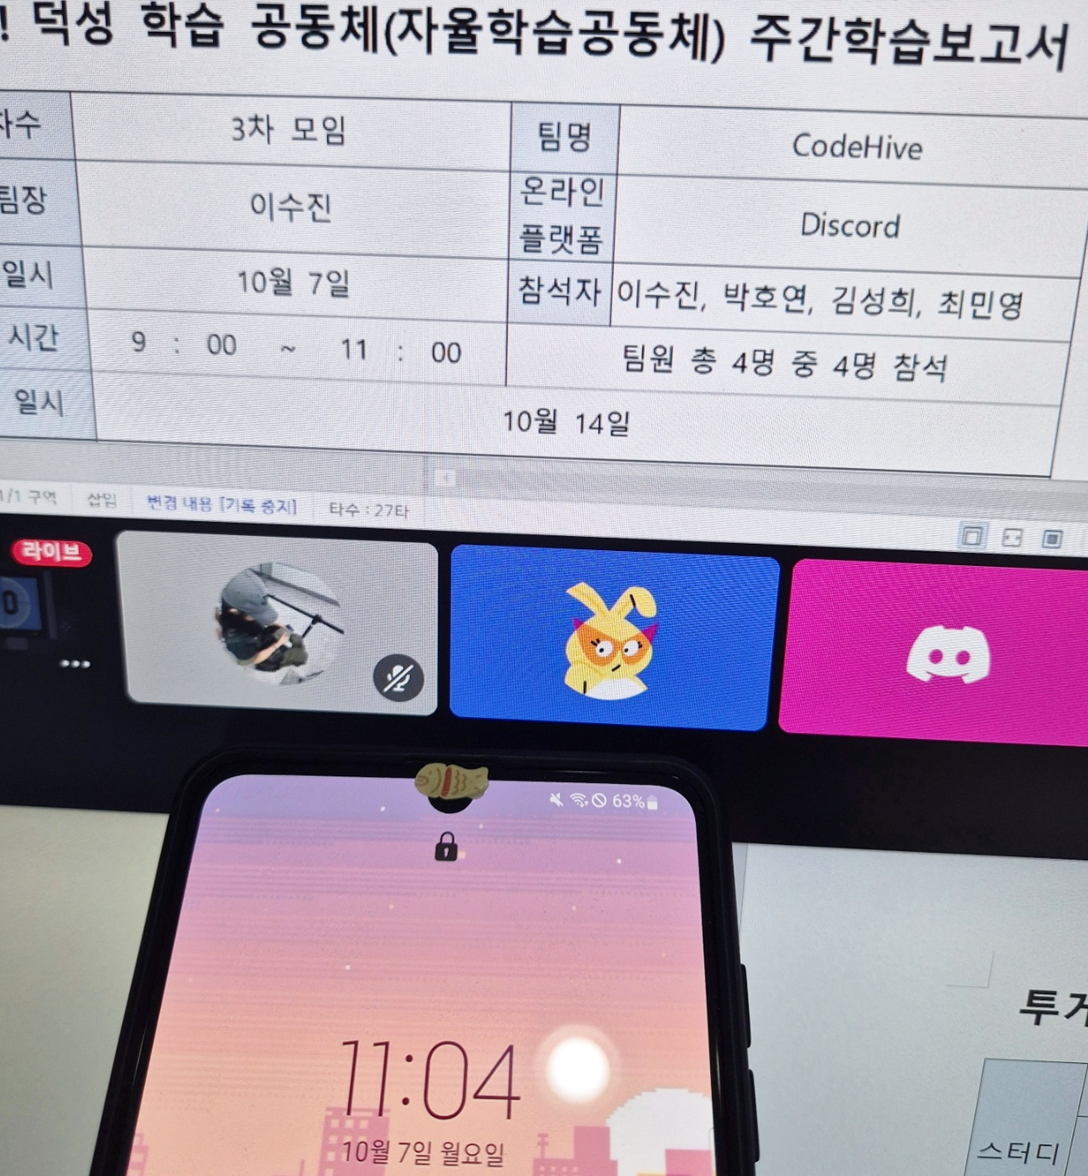 ! 덕성 학습 공동체(자율학습공동체) 주간학습보고서
차수 3차 모임 팀명 CodeHive
팀장 이수진 온라인 플랫폼 Discord
일시 10월 7일 참석자 이수진, 박호연, 김성희, 최민영
시간 9 : 00 ~ 11 : 00 팀원 총 4명 중 4명 참석
일시 10월 14일
1/1 구역 삽입 변경 내용 [기록 중지] 타수 : 27타
라이브
63%
11:04
10월 7일 월요일
투게
스터디